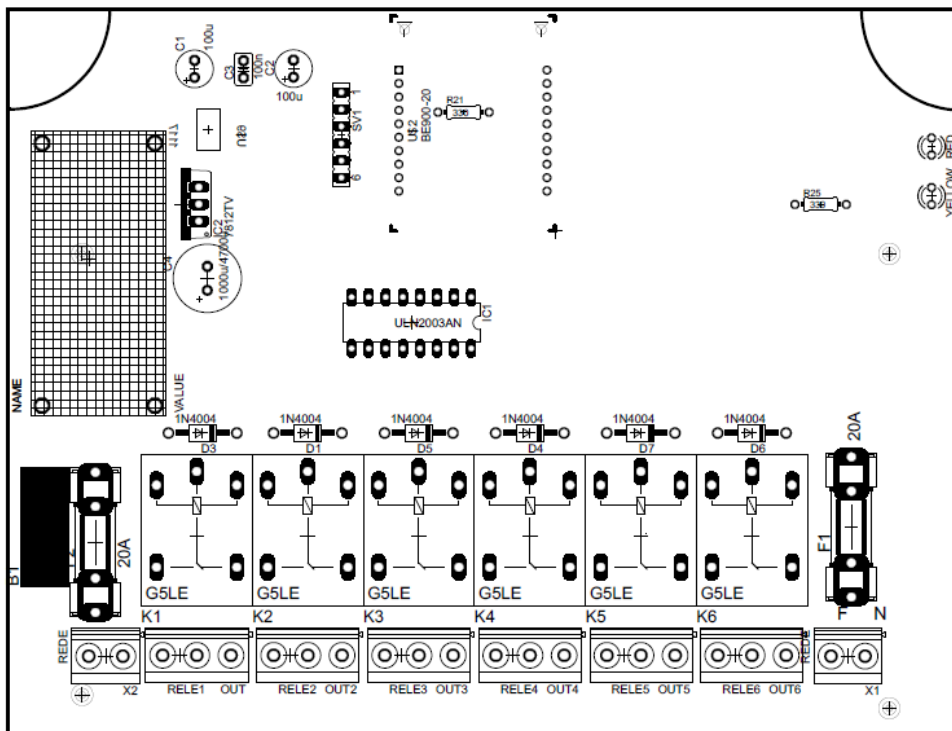 C1
100u
C3
100n
C2
100u
1
SV1
6
U$2
BE900-20
R21
33R
RED
YELLOW
R25
IC2
7812TV
C4
1000u/4700u
ULN2003AN
IC1
NAME
VALUE
1N4004
1N4004
1N4004
1N4004
1N4004
1N4004
D3
D1
D5
D4
D7
D6
20A
B1
20A
F1
G5LE
G5LE
G5LE
G5LE
G5LE
G5LE
F N
K1
K2
K3
K4
K5
K6
REDE
REDE
X2
RELE1 OUT
RELE2 OUT2
RELE3 OUT3
RELE4 OUT4
RELE5 OUT5
RELE6 OUT6
X1